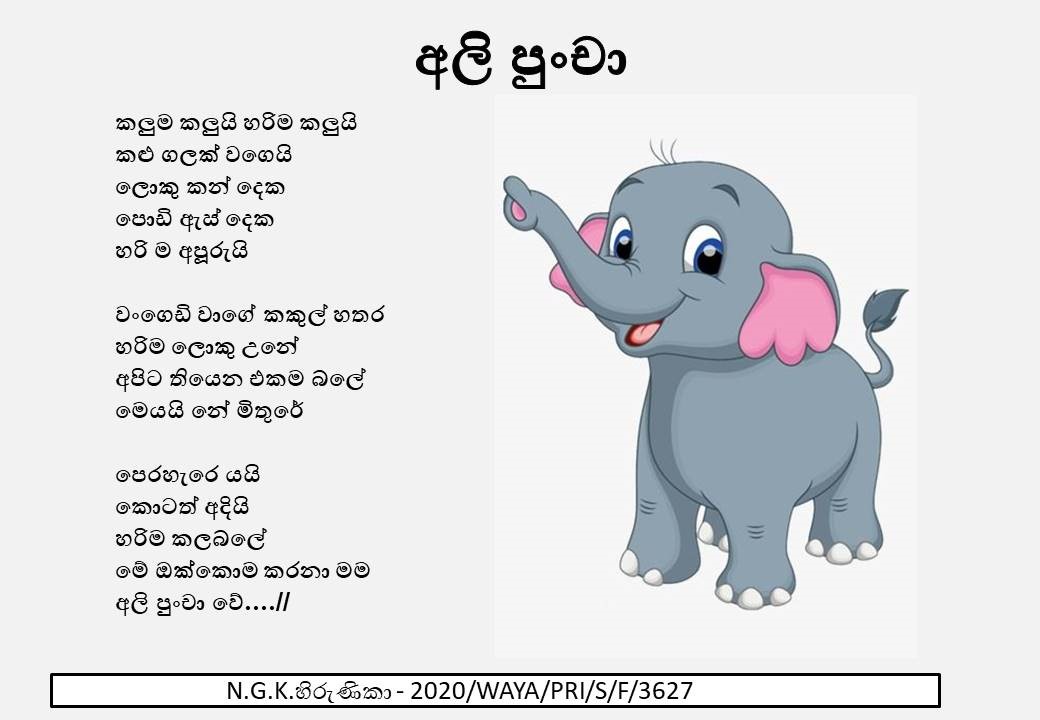 අලි පුංචා
කලුම කලුයි හරිම කලුයි
කළු ගලක් වගෙයි
ලොකු කන් දෙක
පොඩි ඇස් දෙක
හරි ම අපූරුයි
වංගෙඩි වාගේ කකුල් හතර
හරිම ලොකු උනේ
අපිට තියෙන එකම බලේ
මෙයයි නේ මිතුරේ
පෙරහැරෙ යයි
කොටත් අදියි
හරිම කලබලේ
මේ ඔක්කොම කරනා මම
අලි පුංචා වේ....//
N.G.K.හිරුණිකා - 2020/WAYA/PRI/S/F/3627